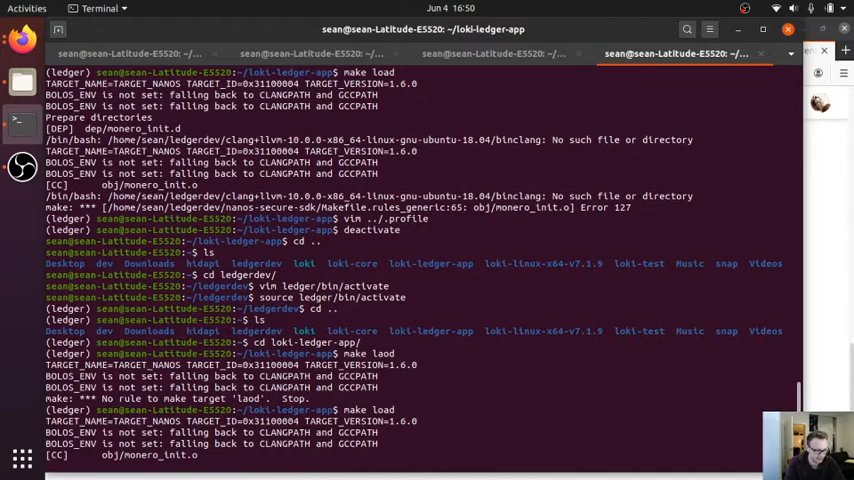 Activities
Terminal
Jun 4 16:50
sean@sean-Latitude-E5520: ~/loki-ledger-app
sean@sean-Latitude-E5520: ~/...
sean@sean-Latitude-E5520: ~/...
sean@sean-Latitude-E5520: ~/...
sean@sean-Latitude-E5520: ~/...
(ledger) sean@sean-Latitude-E5520:~/loki-ledger-app$ make load
TARGET_NAME=TARGET_NANOS TARGET_ID=0x31100004 TARGET_VERSION=1.6.0
BOLOS_ENV is not set: falling back to CLANGPATH and GCCPATH
BOLOS_ENV is not set: falling back to CLANGPATH and GCCPATH
Prepare directories
[DEP] dep/monero_init.d
/bin/bash: /home/sean/ledgerdev/clang+llvm-10.0.0-x86_64-linux-gnu-ubuntu-18.04/binclang: No such file or directory
TARGET_NAME=TARGET_NANOS TARGET_ID=0x31100004 TARGET_VERSION=1.6.0
BOLOS_ENV is not set: falling back to CLANGPATH and GCCPATH
BOLOS_ENV is not set: falling back to CLANGPATH and GCCPATH
[CC] obj/monero_init.o
/bin/bash: /home/sean/ledgerdev/clang+llvm-10.0.0-x86_64-linux-gnu-ubuntu-18.04/binclang: No such file or directory
make: *** [/home/sean/ledgerdev/nanos-secure-sdk/Makefile.rules_generic:65: obj/monero_init.o] Error 127
(ledger) sean@sean-Latitude-E5520:~/loki-ledger-app$ vim ../.profile
(ledger) sean@sean-Latitude-E5520:~/loki-ledger-app$ deactivate
sean@sean-Latitude-E5520:~/loki-ledger-app$ cd ..
sean@sean-Latitude-E5520:~$ ls
Desktop dev Downloads hidapi ledgerdev loki loki-core loki-ledger-app loki-linux-x64-v7.1.9 loki-test Music snap Videos
sean@sean-Latitude-E5520:~$ cd ledgerdev/
sean@sean-Latitude-E5520:~/ledgerdev$ vim ledger/bin/activate
sean@sean-Latitude-E5520:~/ledgerdev$ source ledger/bin/activate
(ledger) sean@sean-Latitude-E5520:~/ledgerdev$ cd ..
(ledger) sean@sean-Latitude-E5520:~$ ls
Desktop dev Downloads hidapi ledgerdev loki loki-core loki-ledger-app loki-linux-x64-v7.1.9 loki-test Music snap Videos
(ledger) sean@sean-Latitude-E5520:~$ cd loki-ledger-app/
(ledger) sean@sean-Latitude-E5520:~/loki-ledger-app$ make laod
TARGET_NAME=TARGET_NANOS TARGET_ID=0x31100004 TARGET_VERSION=1.6.0
BOLOS_ENV is not set: falling back to CLANGPATH and GCCPATH
BOLOS_ENV is not set: falling back to CLANGPATH and GCCPATH
make: *** No rule to make target 'laod'. Stop.
(ledger) sean@sean-Latitude-E5520:~/loki-ledger-app$ make load
TARGET_NAME=TARGET_NANOS TARGET_ID=0x31100004 TARGET_VERSION=1.6.0
BOLOS_ENV is not set: falling back to CLANGPATH and GCCPATH
BOLOS_ENV is not set: falling back to CLANGPATH and GCCPATH
[CC] obj/monero_init.o